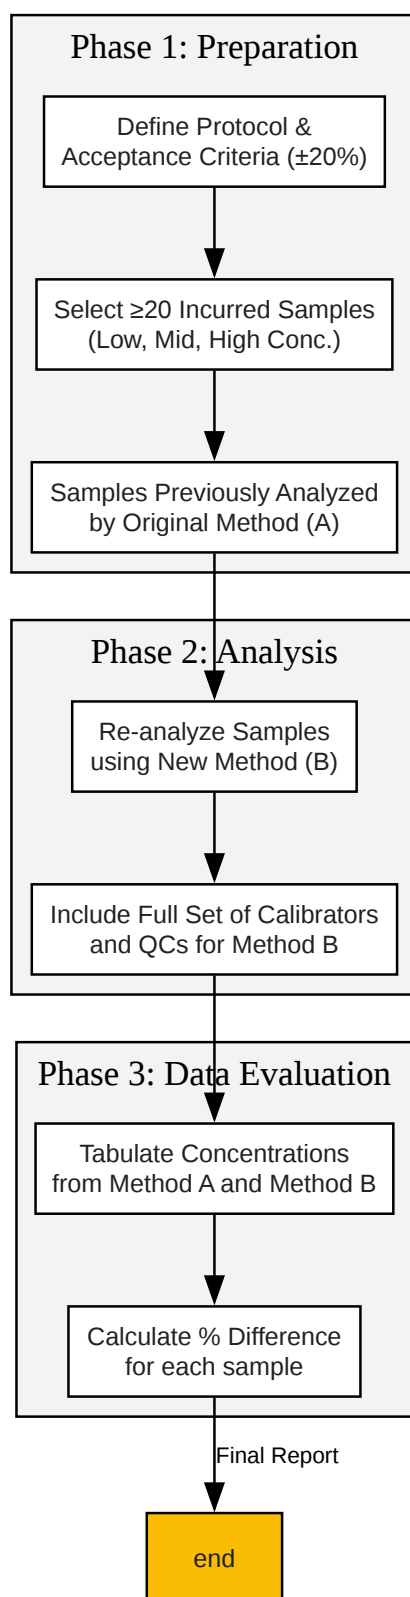 Phase 1: Preparation
Define Protocol &
Acceptance Criteria (±20%)
Select ≥20 Incurred Samples
(Low, Mid, High Conc.)
Samples Previously Analyzed
by Original Method (A)
Phase 2: Analysis
Re-analyze Samples
using New Method (B)
Include Full Set of Calibrators
and QCs for Method B
Phase 3: Data Evaluation
Tabulate Concentrations
from Method A and Method B
Calculate % Difference
for each sample
Final Report
end